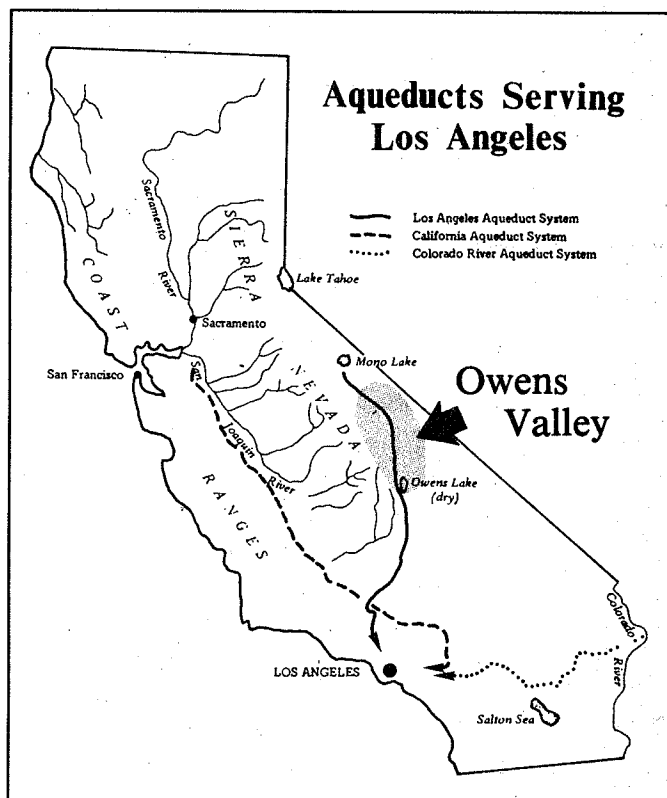 Aqueducts Serving
Los Angeles
Los Angeles Aqueduct System
California Aqueduct System
Colorado River Aqueduct System
Sacramento
River
SIERRA
NEVADA
COAST
RANGES
Lake Tahoe
Sacramento
San Francisco
Mono Lake
Owens
Valley
San
Joaquin
River
Owens Lake
(dry)
Colorado
River
LOS ANGELES
Salton Sea